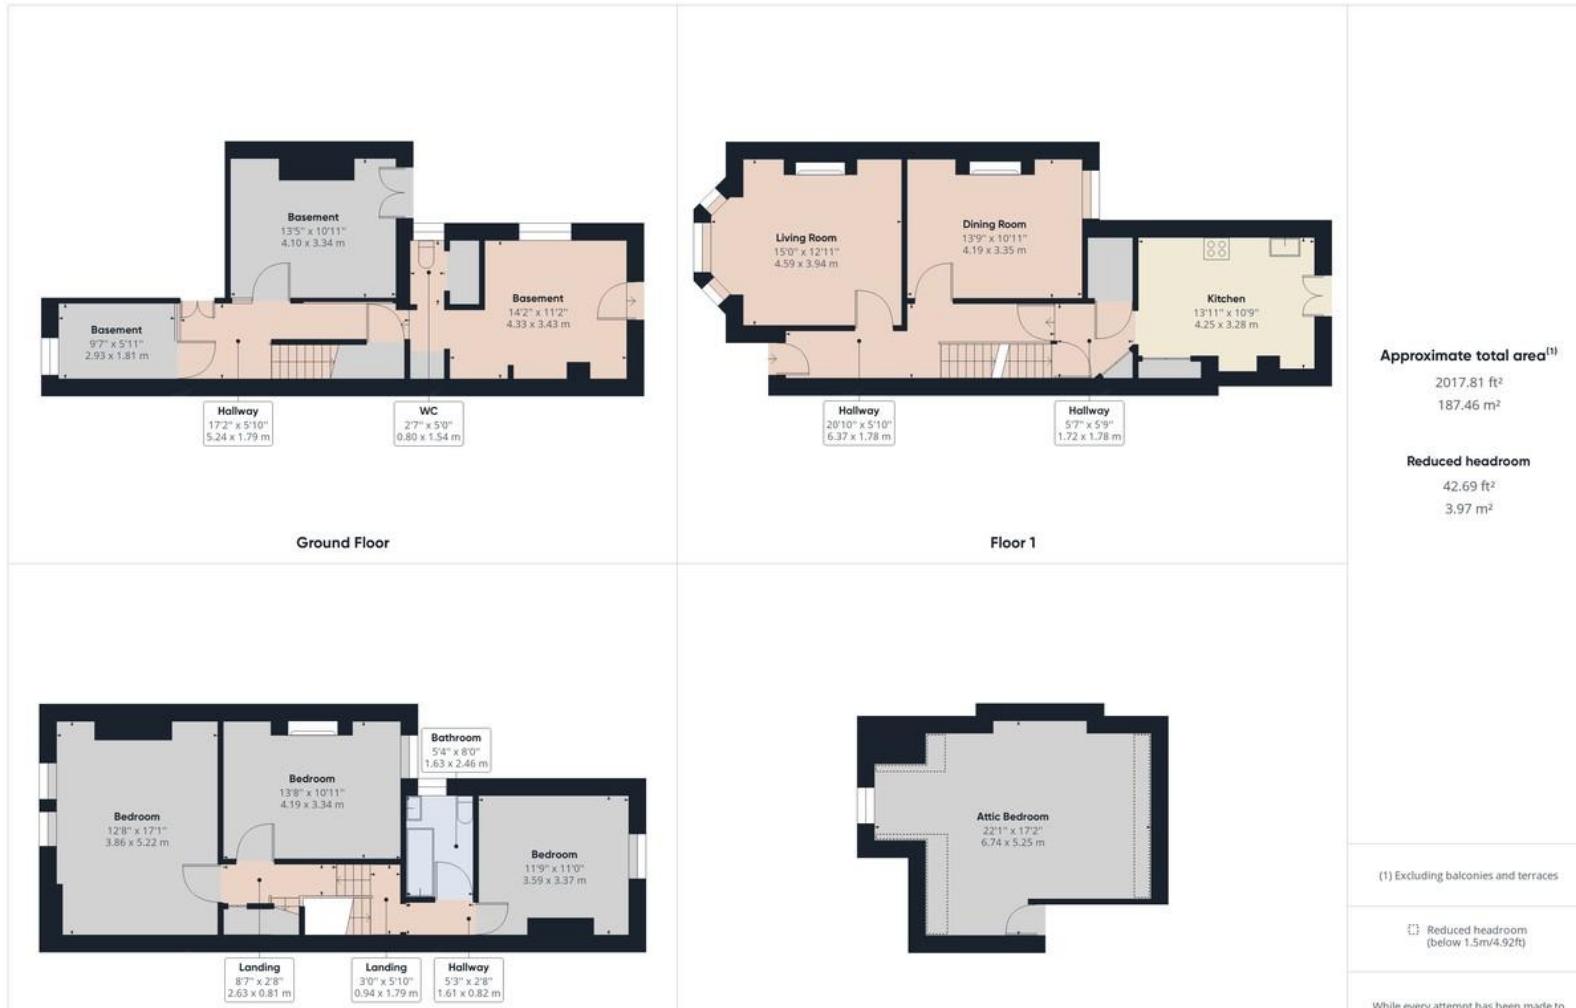 Basement
13'5" x 10'11"
4.10 x 3.34 m
Basement
14'2" x 11'2"
4.33 x 3.43 m
Basement
9'7" x 5'11"
2.93 x 1.81 m
Hallway
17'2" x 5'10"
5.24 x 1.79 m
WC
2'7" x 5'0"
0.80 x 1.54 m
Ground Floor
Living Room
15'0" x 12'11"
4.59 x 3.94 m
Dining Room
13'9" x 10'11"
4.19 x 3.35 m
Kitchen
13'11" x 10'9"
4.25 x 3.28 m
Hallway
20'10" x 5'10"
6.37 x 1.78 m
Hallway
5'7" x 5'9"
1.72 x 1.78 m
Floor 1
Bathroom
5'4" x 8'0"
1.63 x 2.46 m
Bedroom
13'8" x 10'11"
4.19 x 3.34 m
Bedroom
12'8" x 17'1"
3.86 x 5.22 m
Bedroom
11'9" x 11'0"
3.59 x 3.37 m
Landing
8'7" x 2'8"
2.63 x 0.81 m
Landing
3'0" x 5'10"
0.94 x 1.79 m
Hallway
5'3" x 2'8"
1.61 x 0.82 m
Attic Bedroom
22'1" x 17'2"
6.74 x 5.25 m
Approximate total area(1)
2017.81 ft²
187.46 m²
Reduced headroom
42.69 ft²
3.97 m²
(1) Excluding balconies and terraces
Reduced headroom
(below 1.5m/4.92ft)
While every attempt has been made to